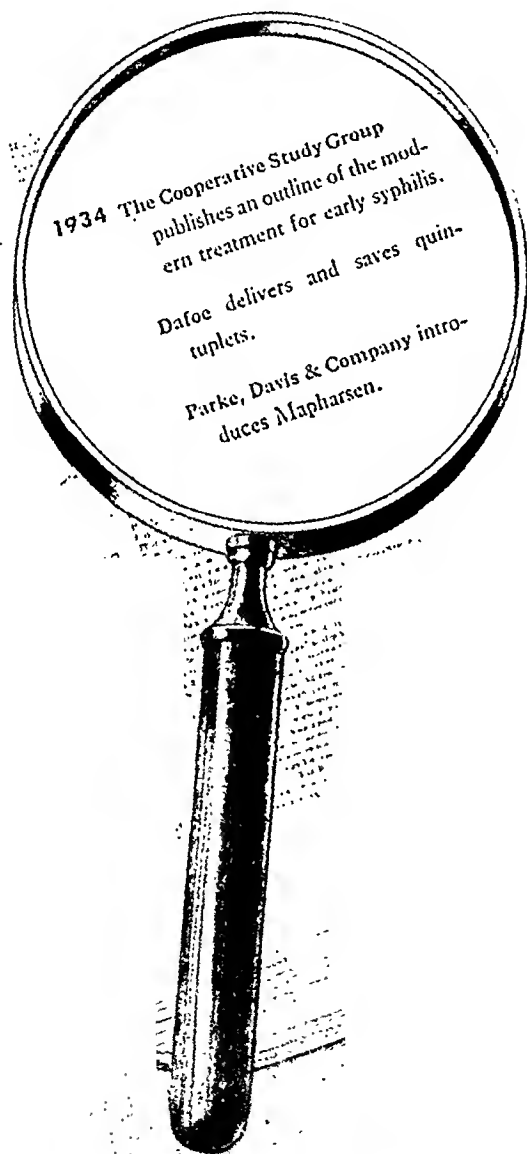 1934 The Cooperative Study Group
publishes an outline of the mod-
ern treatment for early syphilis.
Dafoe delivers and saves quin-
tuplets.
Parke, Davis & Company intro-
duces Mapharsen.